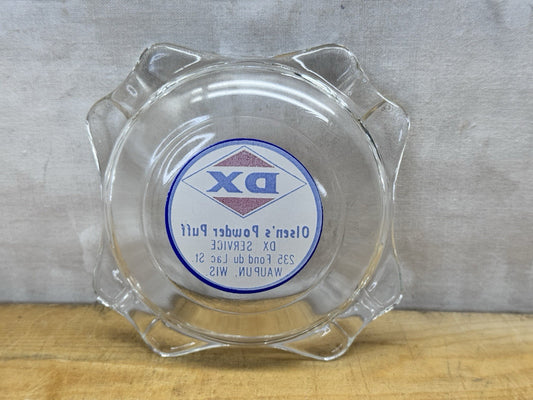 DX
Olsen's Powder Puff
DX SERVICE
235 Fond du Lac St
WAUPUN, WIS.